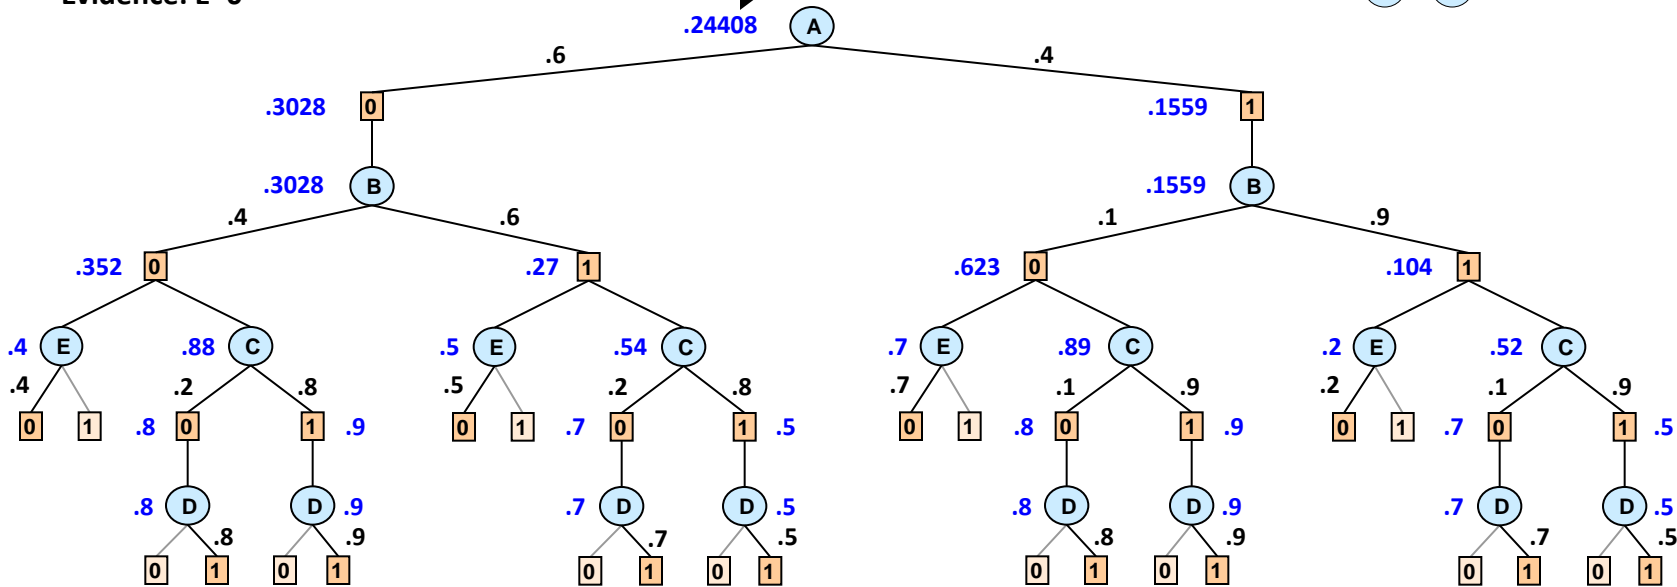 .24408 A
.6 .4
.3028 0 .1559 1
.3028 B .1559 B
.4 .6 .1 .9
.352 0 .27 1 .623 0 .104 1
.4 E .88 C .5 E .54 C .7 E .89 C .2 E .52 C
.4 .2 .8 .5 .2 .8 .7 .1 .9 .2 .1 .9
0 1 .8 0 1 .9 0 1 .7 0 1 .5 0 1 .8 0 1 .9 0 1 .7 0 1 .5
.8 D D .9 .7 D D .5 .8 D D .9 .7 D D .5
.8 .9 .7 .5 .8 .9 .7 .5
0 1 0 1 0 1 0 1 0 1 0 1 0 1 0 1